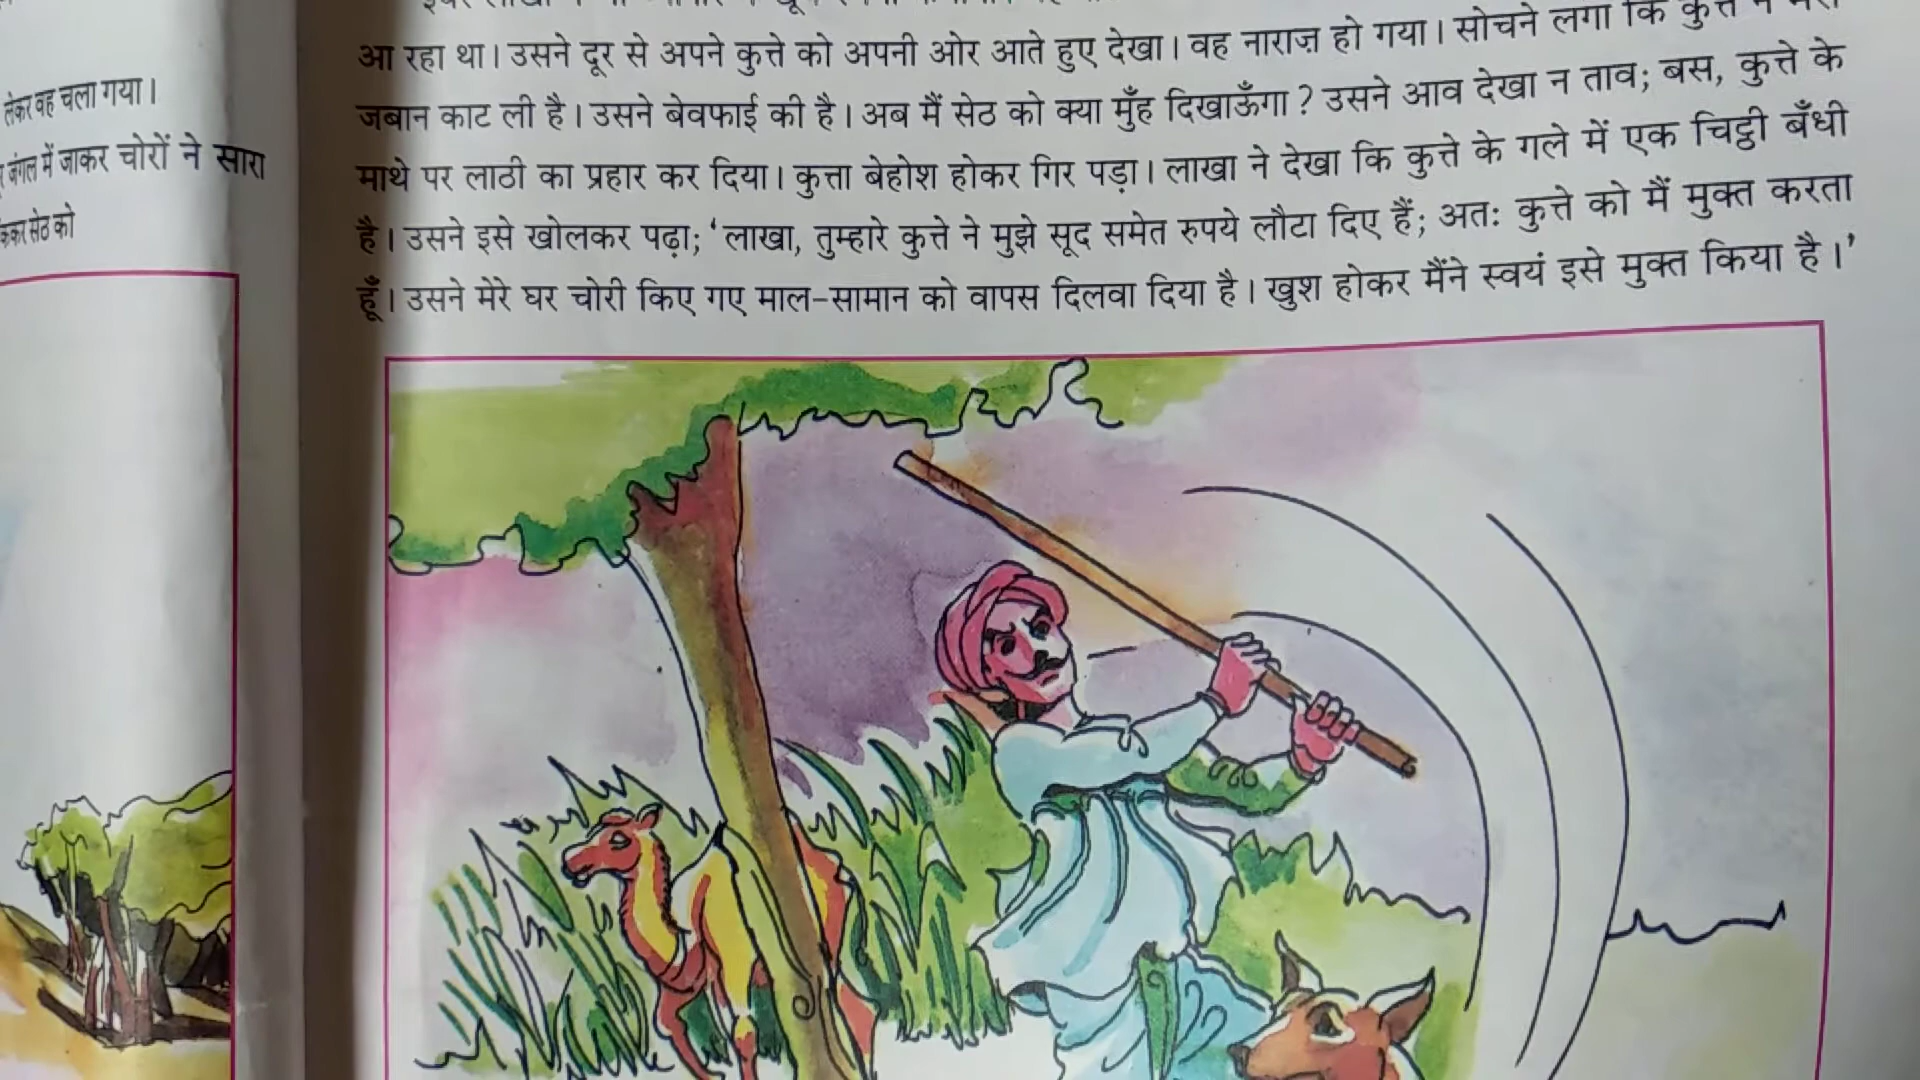 लेकर वह चला गया।
जंगल में जाकर चोरों ने सारा
सेठ को
आ रहा था। उसने दूर से अपने कुत्ते को अपनी ओर आते हुए देखा। वह नाराज़ हो गया। सोचने लगा कि कुत्ते ने मेरी
जबान काट ली है। उसने बेवफाई की है। अब मैं सेठ को क्या मुँह दिखाऊँगा? उसने आव देखा न ताव; बस, कुत्ते के
माथे पर लाठी का प्रहार कर दिया। कुत्ता बेहोश होकर गिर पड़ा। लाखा ने देखा कि कुत्ते के गले में एक चिट्ठी बँधी
है। उसने इसे खोलकर पढ़ा; ‘लाखा, तुम्हारे कुत्ते ने मुझे सूद समेत रुपये लौटा दिए हैं; अतः कुत्ते को मैं मुक्त करता
हूँ। उसने मेरे घर चोरी किए गए माल-सामान को वापस दिलवा दिया है। खुश होकर मैंने स्वयं इसे मुक्त किया है।’